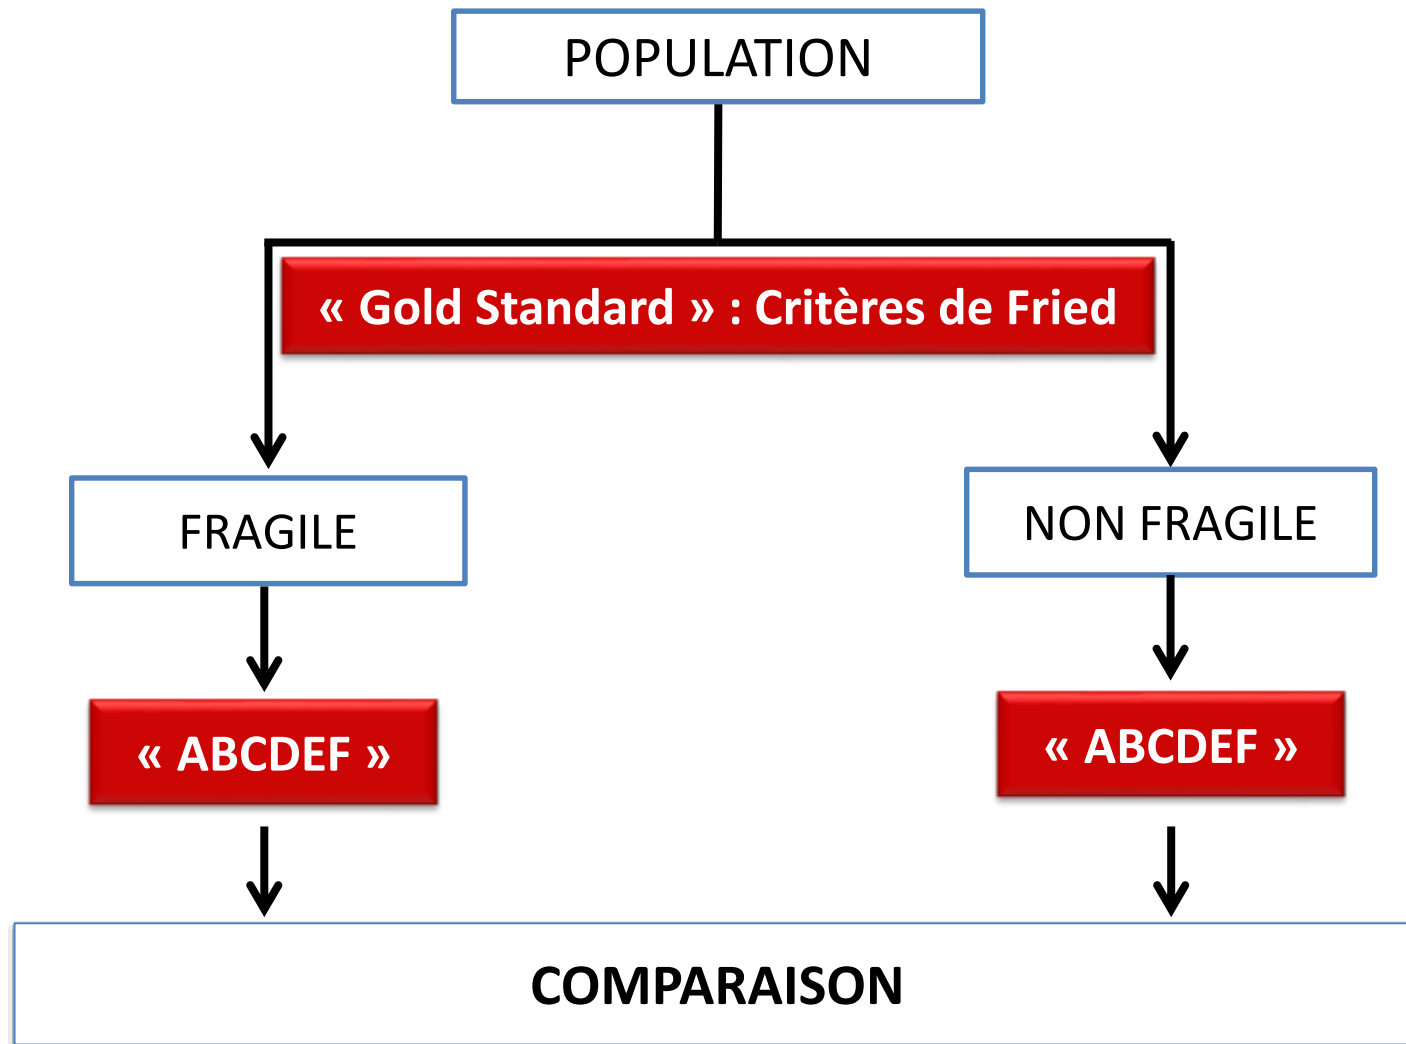 POPULATION
« Gold Standard » : Critères de Fried
FRAGILE
NON FRAGILE
« ABCDEF »
« ABCDEF »
COMPARAISON